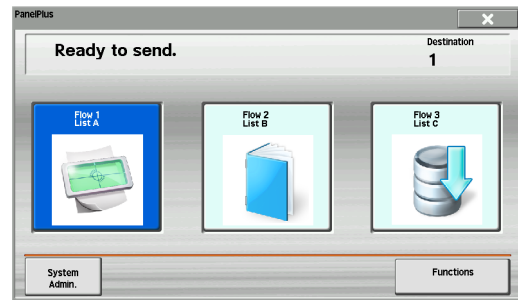 PanelPlus
Ready to send.
Destination
1
Flow 1
List A
Flow 2
List B
Flow 3
List C
System
Admin.
Functions